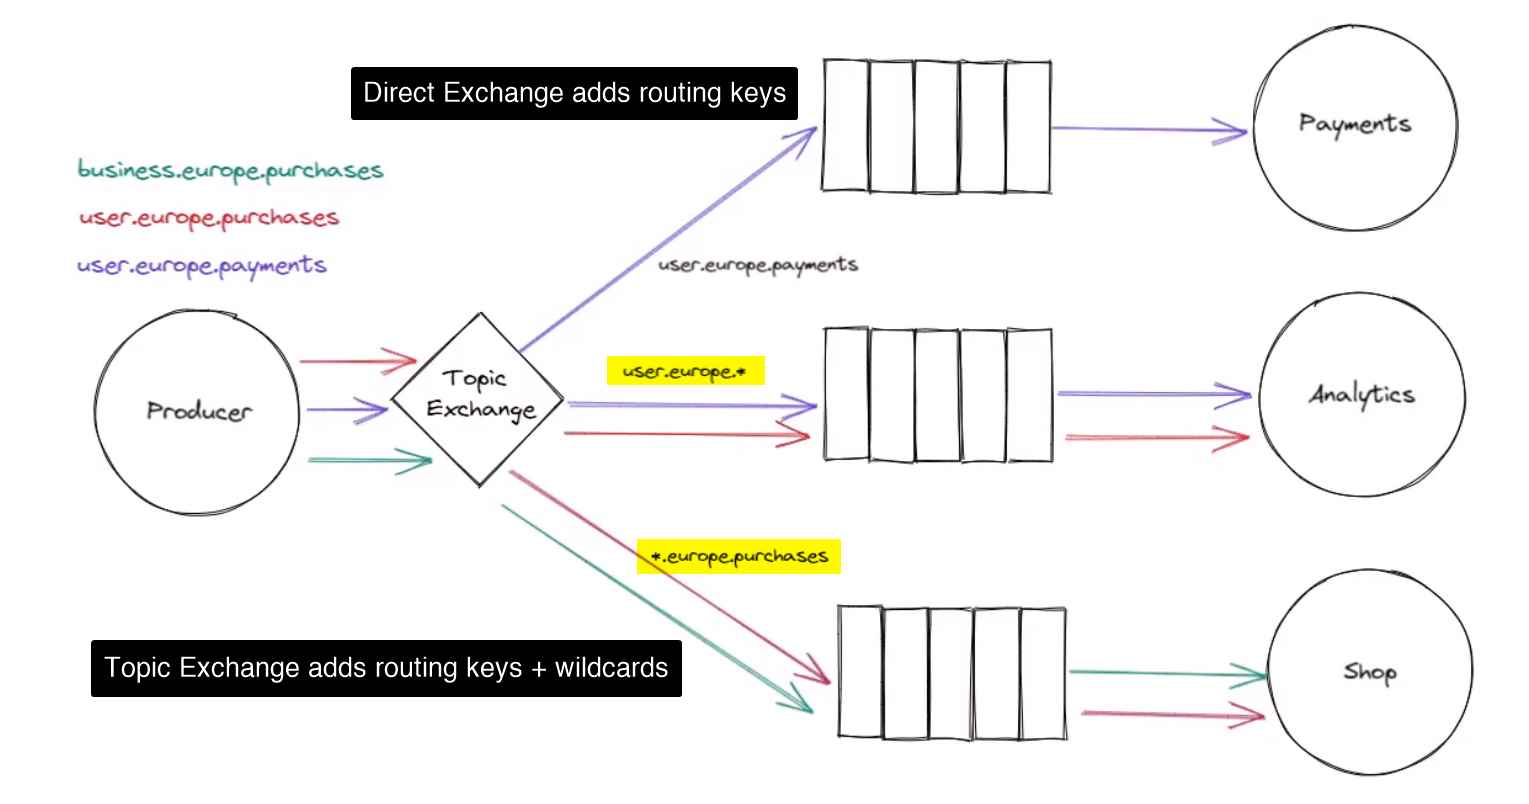 Direct Exchange adds routing keys
Payments
business.europe.purchases
user.europe.purchases
user.europe.payments
user.europe.payments
Topic
Exchange
user.europe.*
Producer
Analytics
*.europe.purchases
Topic Exchange adds routing keys + wildcards
Shop